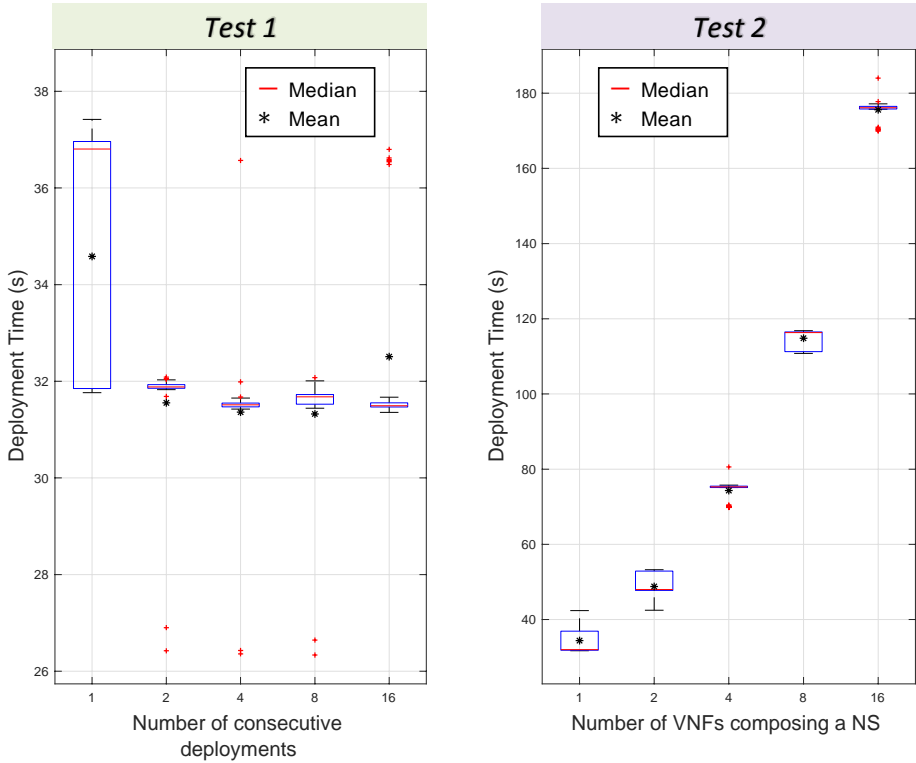 Test 1
Median
Mean
38
36
34
32
30
28
26
Deployment Time (s)
1 2 4 8 16
Number of consecutive
deployments
Test 2
Median
Mean
180
160
140
120
100
80
60
40
Deployment Time (s)
1 2 4 8 16
Number of VNFs composing a NS